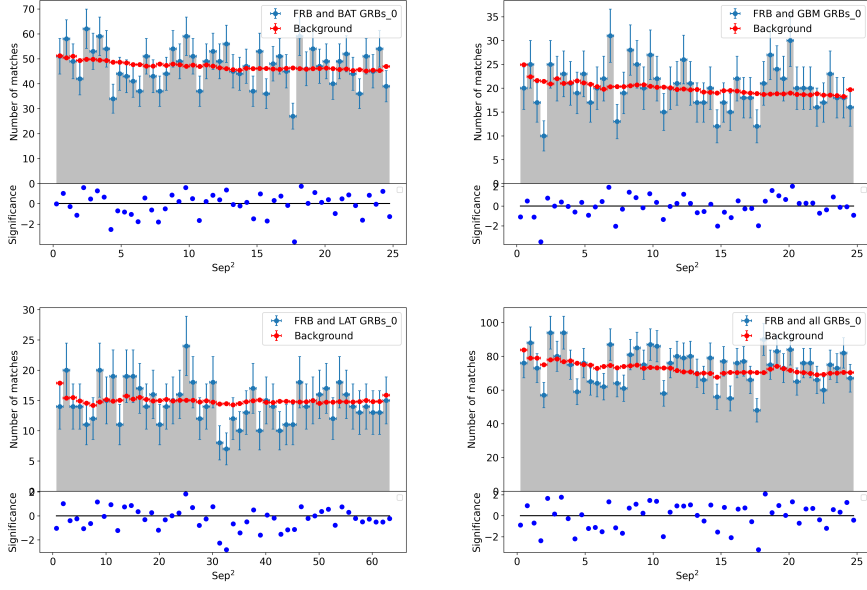 70
60
50
40
30
20
10
0
Number of matches
FRB and BAT GRBs_0
Background
0
−2
Significance
0 5 10 15 20 25
Sep²
35
30
25
20
15
10
5
0
Number of matches
FRB and GBM GRBs_0
Background
2
0
−2
Significance
0 5 10 15 20 25
Sep²
30
25
20
15
10
5
0
Number of matches
FRB and LAT GRBs_0
Background
2
0
−2
Significance
0 10 20 30 40 50 60
Sep²
100
80
60
40
20
0
Number of matches
FRB and all GRBs_0
Background
2
0
−2
Significance
0 5 10 15 20 25
Sep²